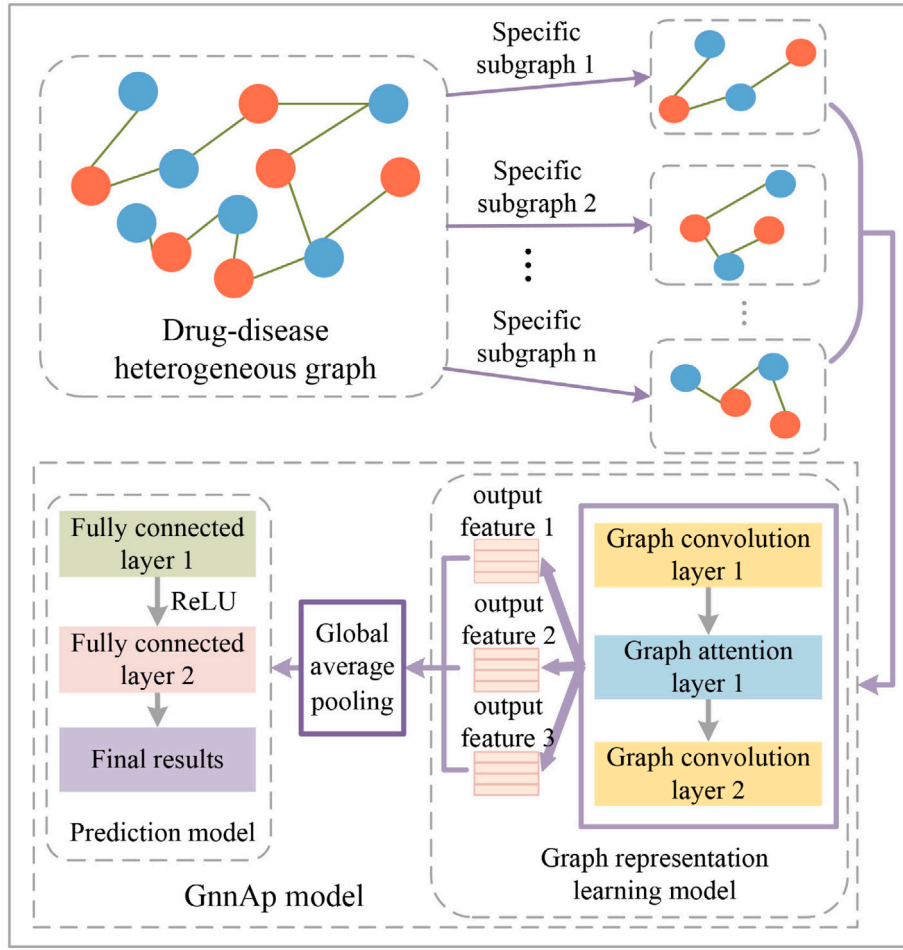 Specific
subgraph 1
Specific
subgraph 2
Specific
subgraph n
Drug-disease
heterogeneous graph
Fully connected
layer 1
ReLU
Fully connected
layer 2
Final results
Prediction model
Global
average
pooling
output
feature 1
output
feature 2
output
feature 3
Graph convolution
layer 1
Graph attention
layer 1
Graph convolution
layer 2
Graph representation
learning model
GnnAp model